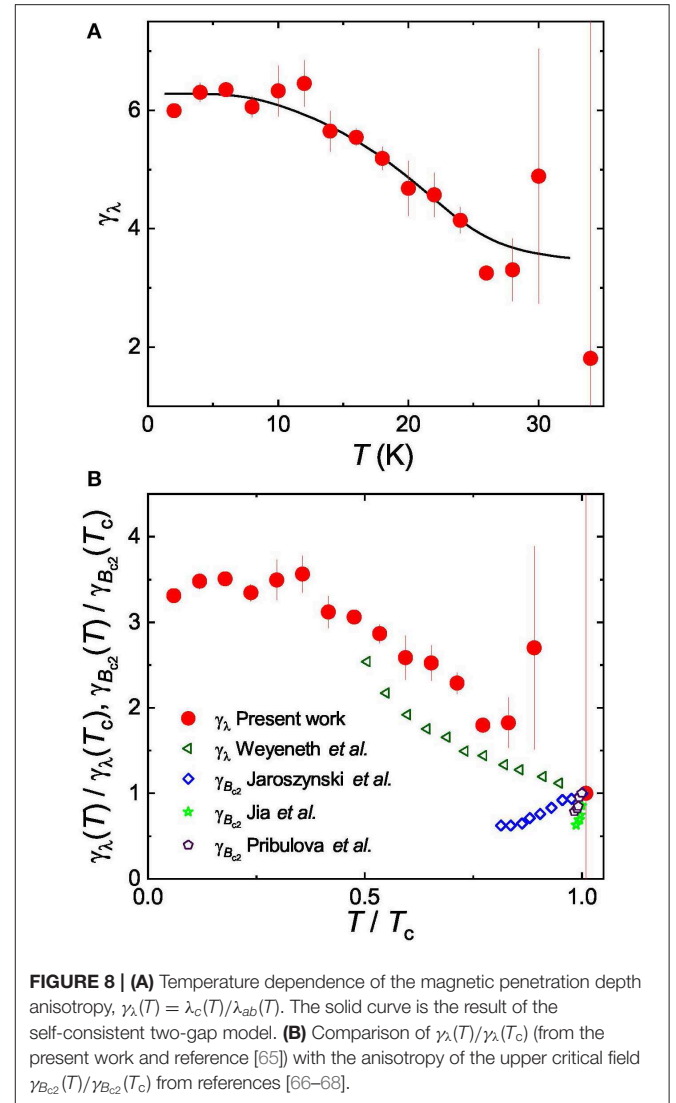 A
6
4
2
γλ
0 10 20 30
T (K)
B
4
3
2
1
0
γλ(T) / γλ(Tc), γBc2(T) / γBc2(Tc)
γλ Present work
γλ Weyeneth et al.
γBc2 Jaroszynski et al.
γBc2 Jia et al.
γBc2 Pribulova et al.
0.0 0.5 1.0
T / Tc
FIGURE 8 | (A) Temperature dependence of the magnetic penetration depth
anisotropy, γλ(T) = λc(T)/λab(T). The solid curve is the result of the
self-consistent two-gap model. (B) Comparison of γλ(T)/γλ(Tc) (from the
present work and reference [65]) with the anisotropy of the upper critical field
γBc2(T)/γBc2(Tc) from references [66–68].